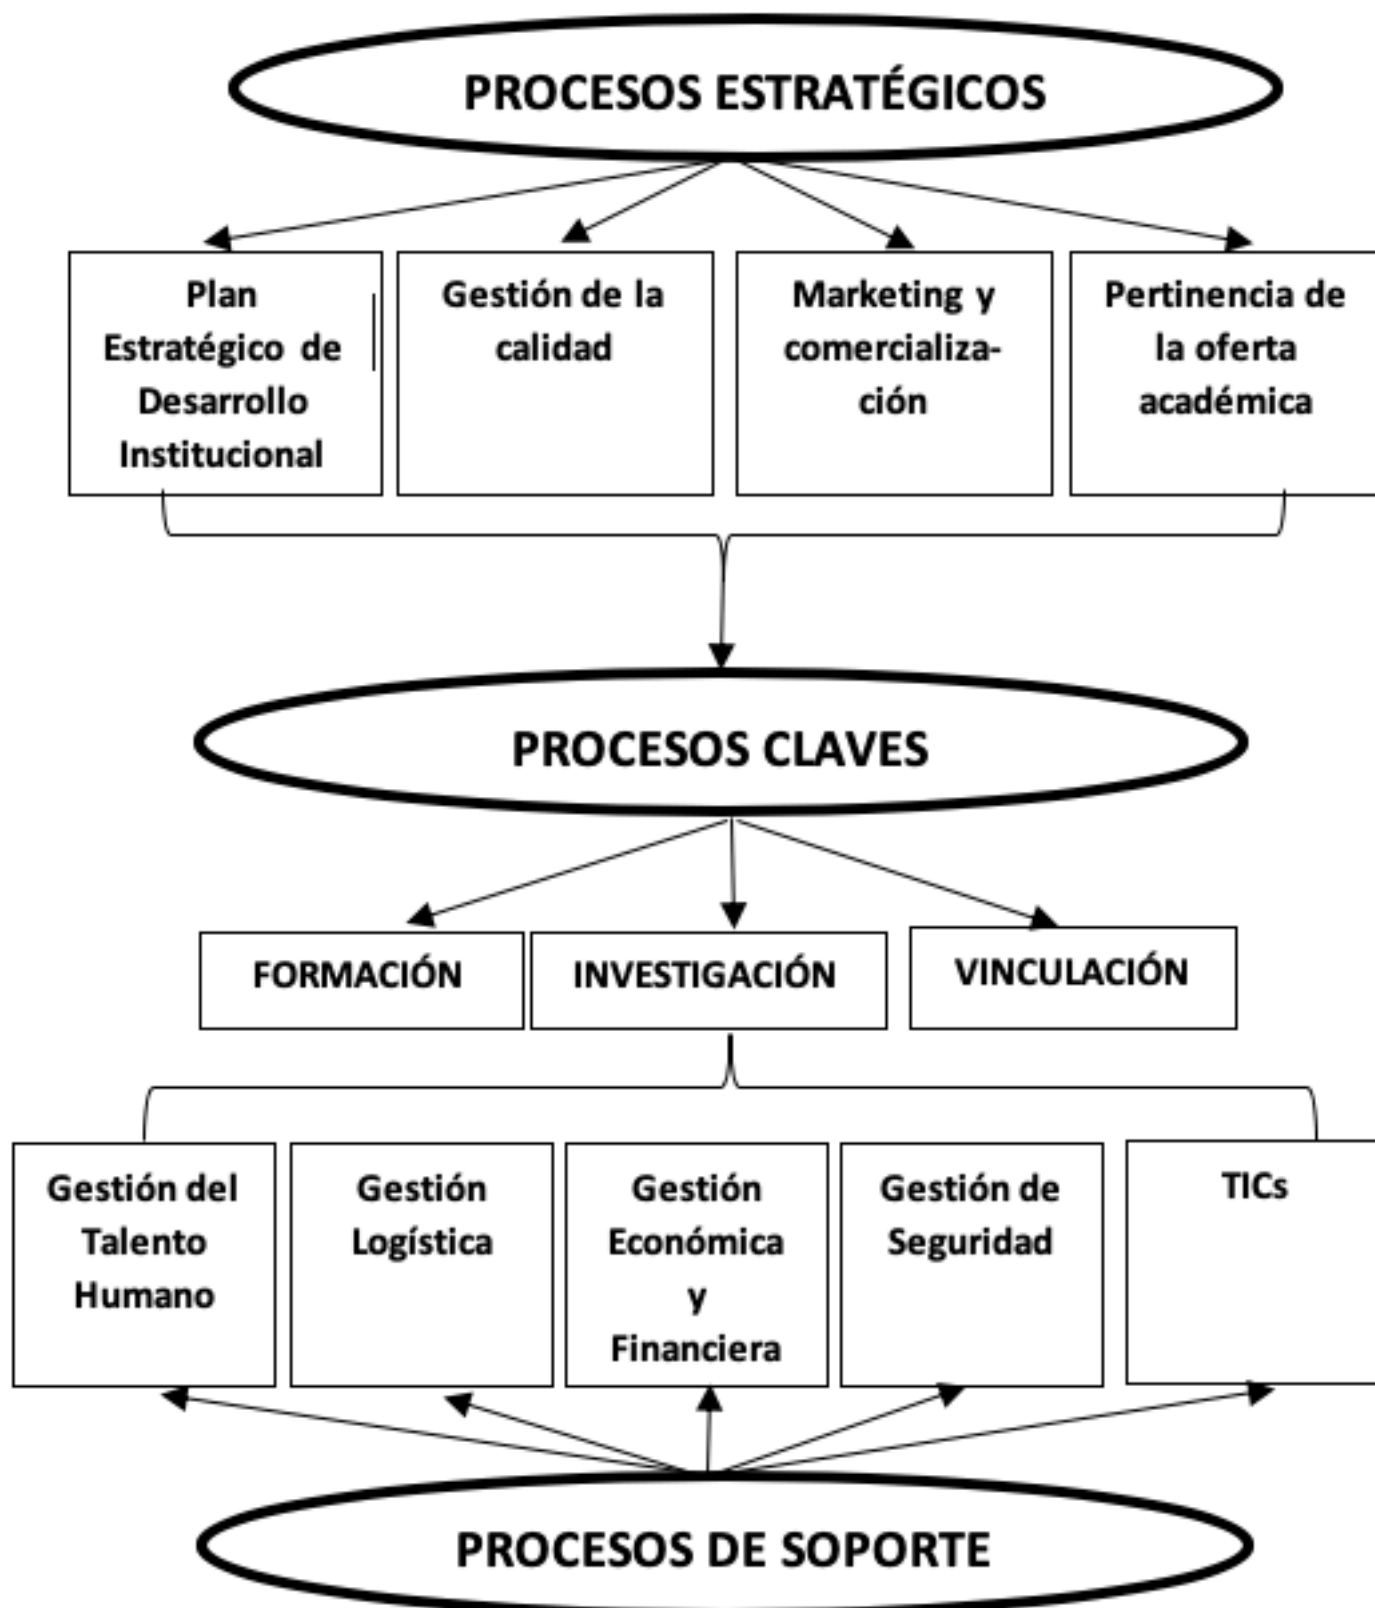 PROCESOS ESTRATÉGICOS
Plan
Estratégico de
Desarrollo
Institucional
Gestión de la
calidad
Marketing y
comercializa-
ción
Pertinencia de
la oferta
académica
PROCESOS CLAVES
FORMACIÓN
INVESTIGACIÓN
VINCULACIÓN
Gestión del
Talento
Humano
Gestión
Logística
Gestión
Económica
y
Financiera
Gestión de
Seguridad
TICs
PROCESOS DE SOPORTE